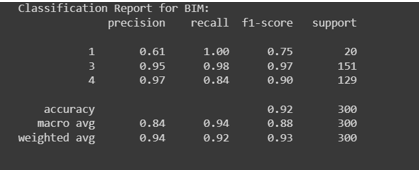 Classification Report for BIM:
precision recall f1-score support
1 0.61 1.00 0.75 20
3 0.95 0.98 0.97 151
4 0.97 0.84 0.90 129
accuracy 0.92 300
macro avg 0.84 0.94 0.88 300
weighted avg 0.94 0.92 0.93 300